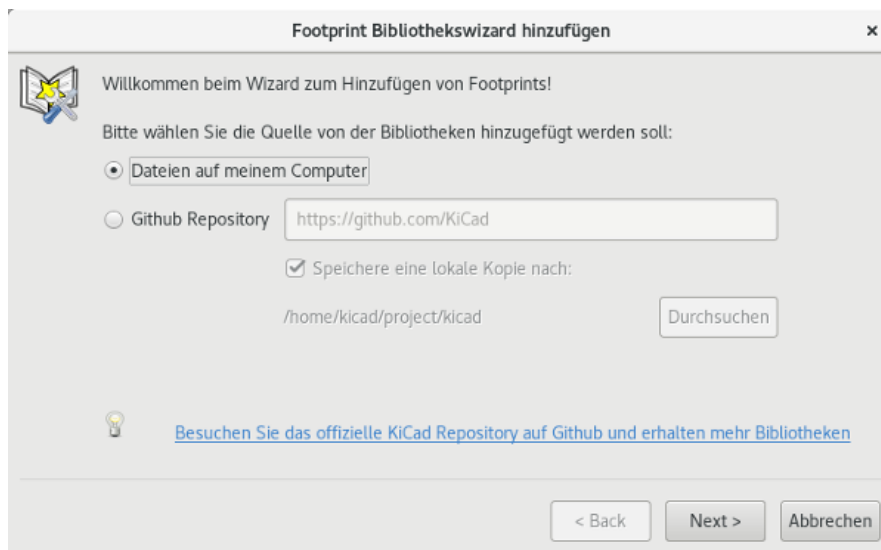 Footprint Bibliothekswizard hinzufügen
Willkommen beim Wizard zum Hinzufügen von Footprints!
Bitte wählen Sie die Quelle von der Bibliotheken hinzugefügt werden soll:
Dateien auf meinem Computer
Github Repository https://github.com/KiCad
Speichere eine lokale Kopie nach:
/home/kicad/project/kicad Durchsuchen
Besuchen Sie das offizielle KiCad Repository auf Github und erhalten mehr Bibliotheken
< Back Next > Abbrechen